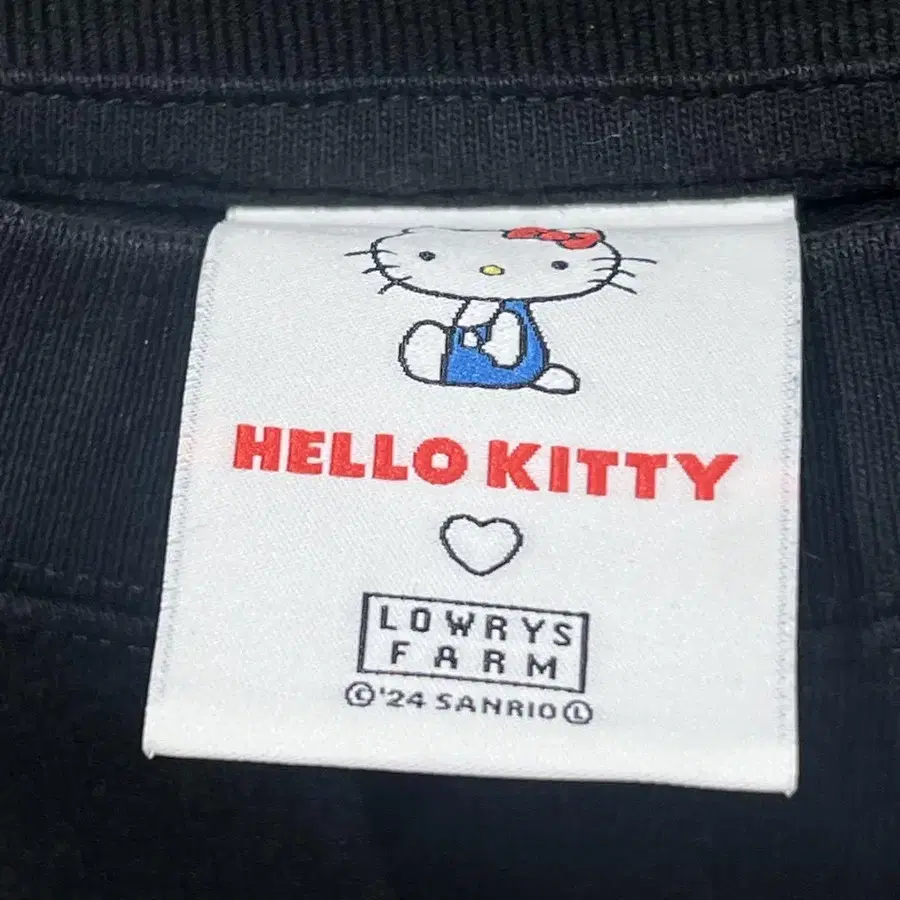 HELLO KITTY
LOWRYS
FARM
©'24 SANRIO Ⓛ